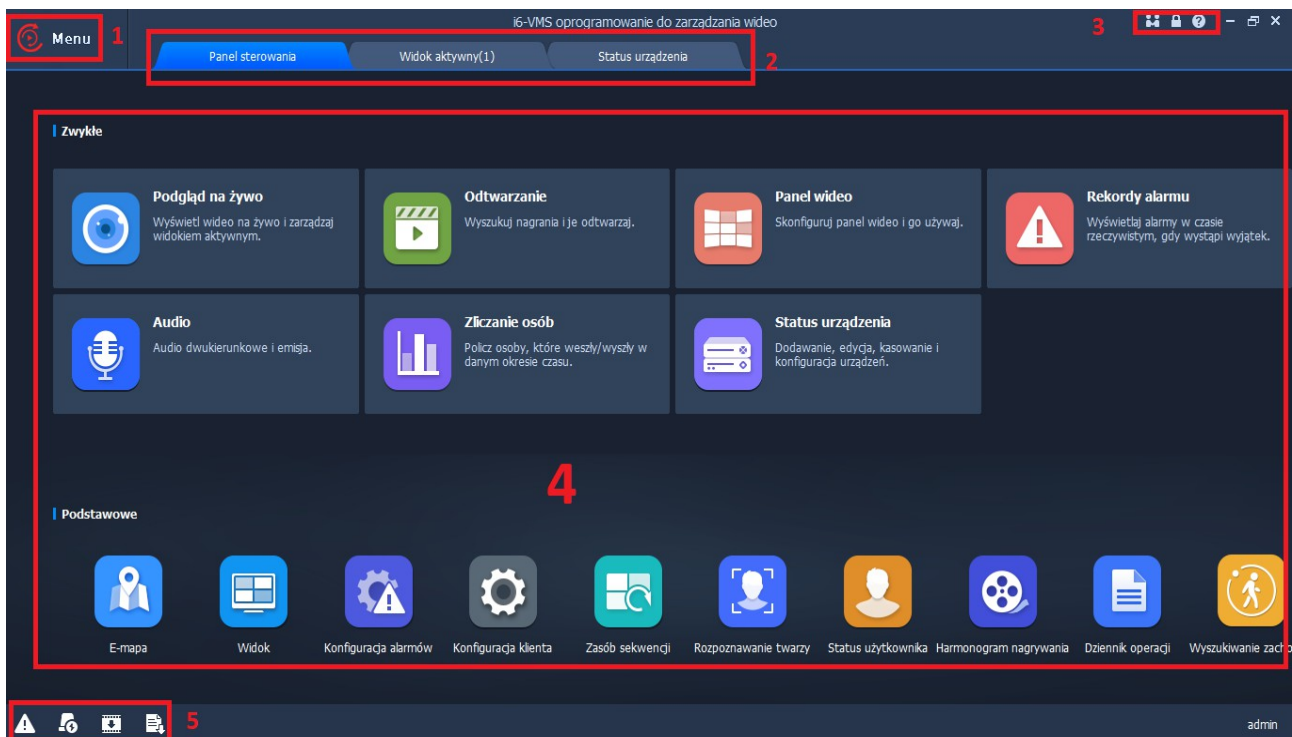 i6-VMS oprogramowanie do zarządzania wideo
3
Menu
1
Panel sterowania
Widok aktywny(1)
Status urządzenia
2
Zwykłe
Podgląd na żywo
Wyświetl wideo na żywo i zarządzaj
widokiem aktywnym.
Odtwarzanie
Wyszukuj nagrania i je odtwarzaj.
Panel wideo
Skonfiguruj panel wideo i go używaj.
Rekordy alarmu
Wyświetlaj alarmy w czasie
rzeczywistym, gdy wystąpi wyjątek.
Audio
Audio dwukierunkowe i emisja.
Zliczanie osób
Policz osoby, które weszły/wyszły w
danym okresie czasu.
Status urządzenia
Dodawanie, edycja, kasowanie i
konfiguracja urządzeń.
4
Podstawowe
E-mapa
Widok
Konfiguracja alarmów
Konfiguracja klienta
Zasób sekwencji
Rozpoznawanie twarzy
Status użytkownika
Harmonogram nagrywania
Dziennik operacji
Wyszukiwanie zacho
5
admin